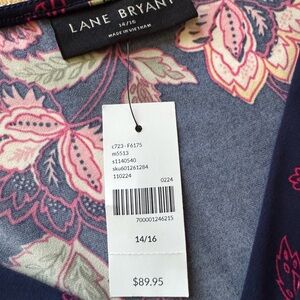 LANE BRYANT
14/16
MADE IN VIETNAM
c723 - F6175
m5513
s1140540
sku601261284
110224 0224
700001246215
14/16
$89.95